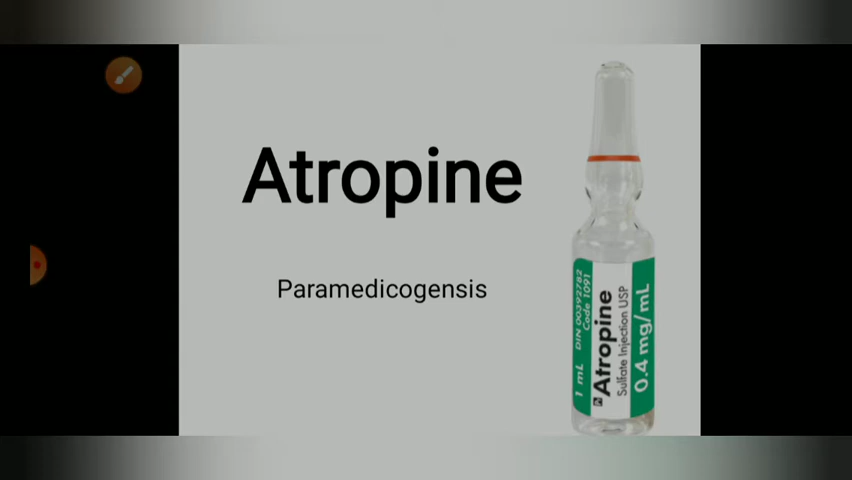 Atropine
Paramedicogensis
1 mL DIN 00392782
Code 1091
Atropine
Sulfate Injection USP
0.4 mg/mL